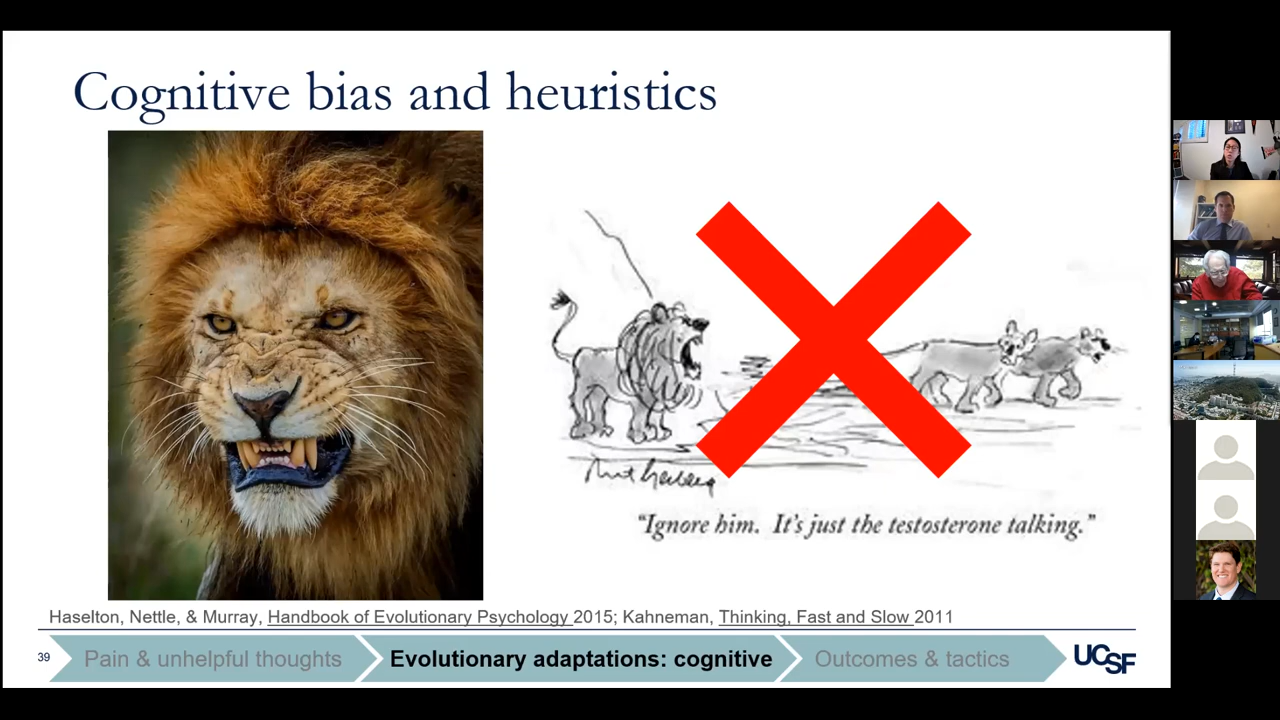 Cognitive bias and heuristics
“Ignore him. It’s just the testosterone talking.”
Haselton, Nettle, & Murray, Handbook of Evolutionary Psychology 2015; Kahneman, Thinking, Fast and Slow 2011
39
Pain & unhelpful thoughts
Evolutionary adaptations: cognitive
Outcomes & tactics
UCSF